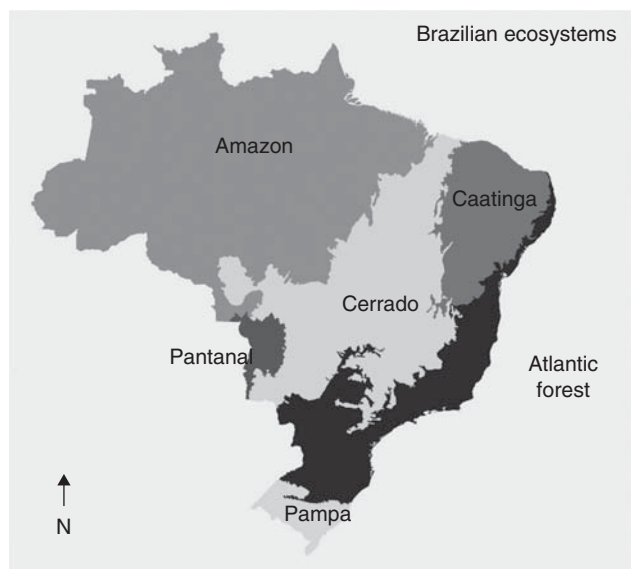 Brazilian ecosystems
Amazon
Caatinga
Cerrado
Pantanal
Atlantic
forest
N
Pampa